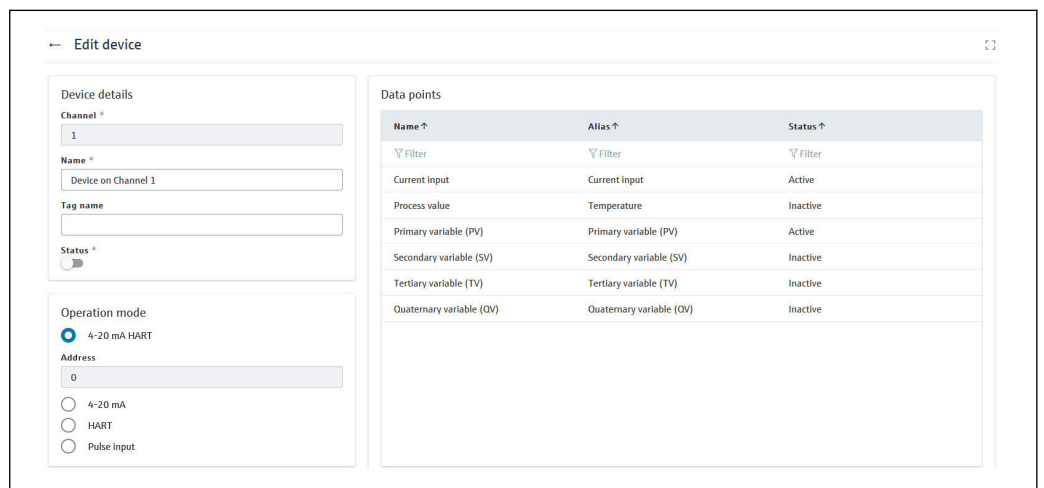 ← Edit device
Device details
Channel *
1
Name *
Device on Channel 1
Tag name
Status *
Operation mode
4-20 mA HART
Address
0
4-20 mA
HART
Pulse input
Data points
Name↑ Alias↑ Status↑
Filter Filter Filter
Current input Current input Active
Process value Temperature Inactive
Primary variable (PV) Primary variable (PV) Active
Secondary variable (SV) Secondary variable (SV) Inactive
Tertiary variable (TV) Tertiary variable (TV) Inactive
Quaternary variable (QV) Quaternary variable (QV) Inactive